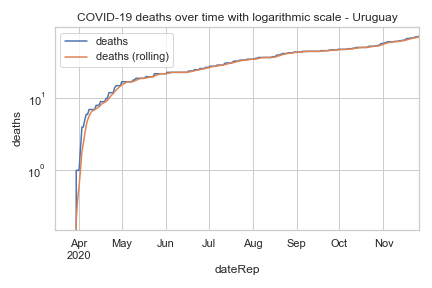 COVID-19 deaths over time with logarithmic scale - Uruguay
deaths
deaths (rolling)
10¹
10⁰
deaths
Apr May Jun Jul Aug Sep Oct Nov
2020
dateRep